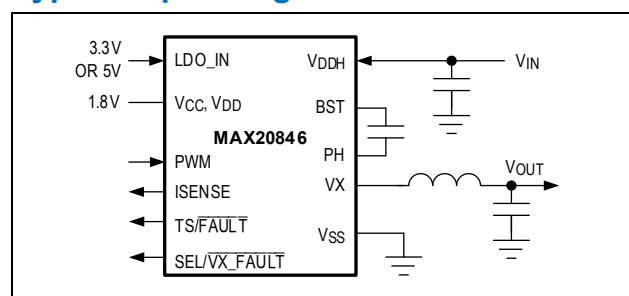 3.3V
OR 5V
LDO_IN
VDDH
VIN
1.8V
VCC, VDD
BST
MAX20846
PH
PWM
VX
VOUT
ISENSE
TS/FAULT
VSS
SEL/VX_FAULT